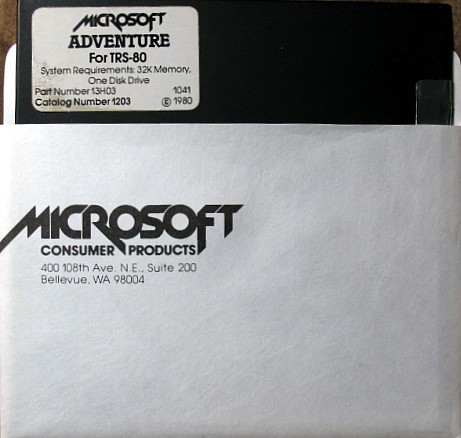 MICROSOFT
ADVENTURE
For TRS-80
System Requirements: 32K Memory,
One Disk Drive
Part Number 13H03 1041
Catalog Number 1203 © 1980
MICROSOFT
CONSUMER PRODUCTS
400 108th Ave. N.E., Suite 200
Bellevue, WA 98004